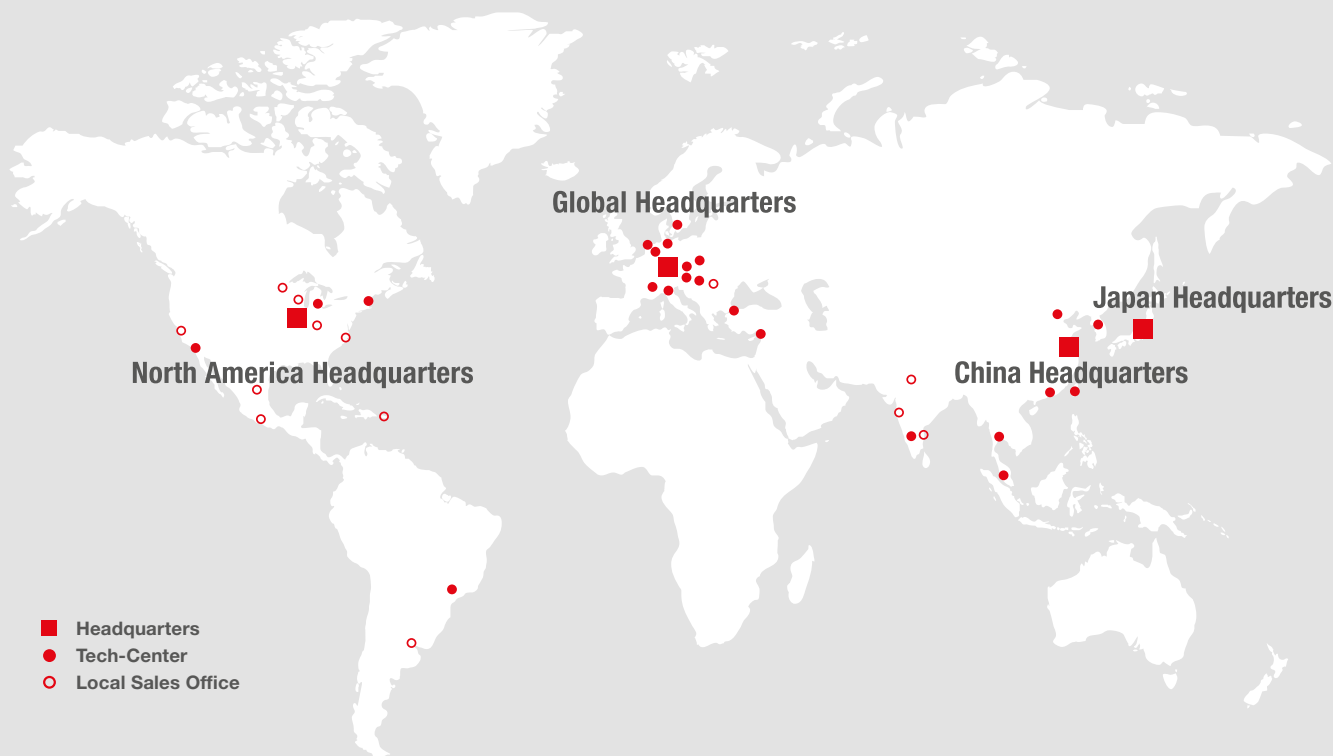 Global Headquarters
Japan Headquarters
North America Headquarters
China Headquarters
Headquarters
Tech-Center
Local Sales Office